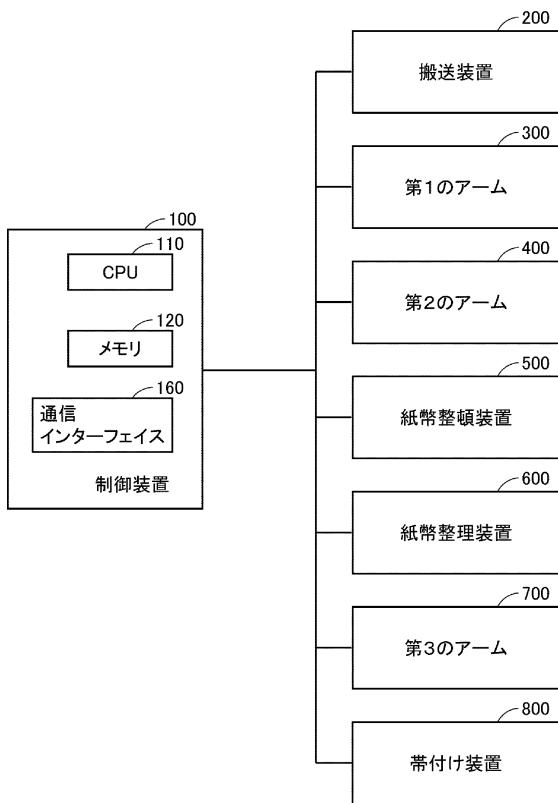 100
110
CPU
120
メモリ
160
通信
インターフェイス
制御装置
200
搬送装置
300
第1のアーム
400
第2のアーム
500
紙幣整頓装置
600
紙幣整理装置
700
第3のアーム
800
帯付け装置